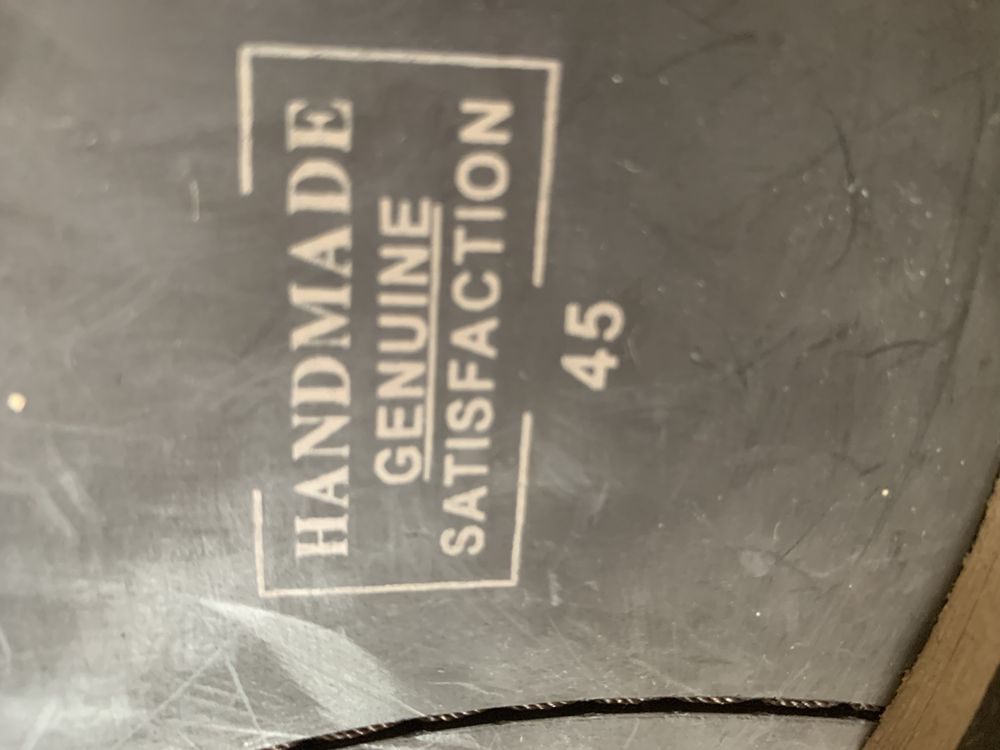 HANDMADE
GENUINE
SATISFACTION
45